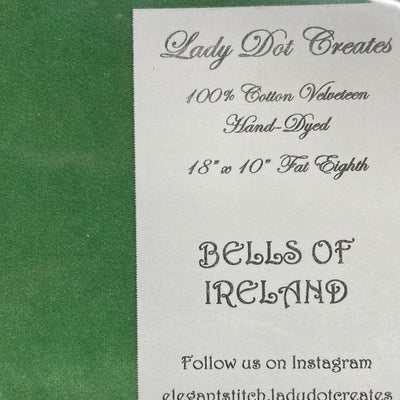 Lady Dot Creates
100% Cotton Velveteen
Hand-Dyed
18" x 10" Fat Eighth
BELLS OF
IRELAND
Follow us on Instagram
elegantstitch.ladydotcreates